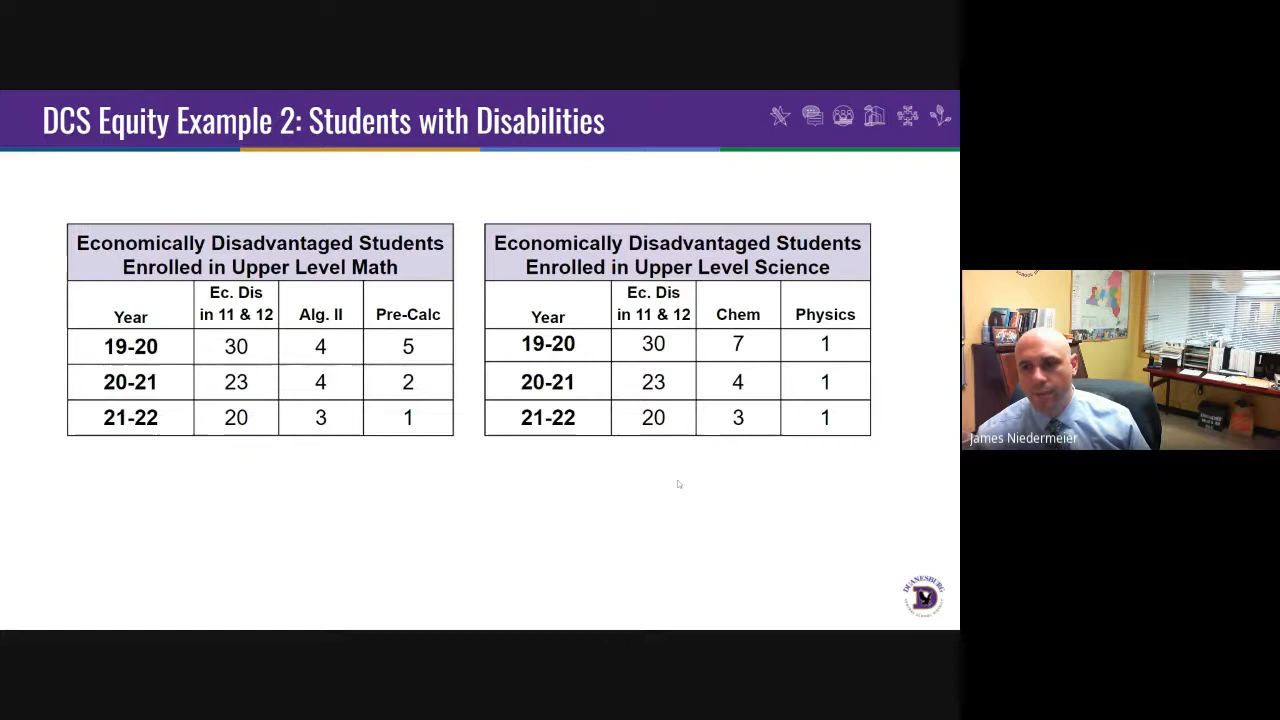 DCS Equity Example 2: Students with Disabilities
Economically Disadvantaged Students
Enrolled in Upper Level Math
Year Ec. Dis in 11 & 12 Alg. II Pre-Calc
19-20 30 4 5
20-21 23 4 2
21-22 20 3 1
Economically Disadvantaged Students
Enrolled in Upper Level Science
Year Ec. Dis in 11 & 12 Chem Physics
19-20 30 7 1
20-21 23 4 1
21-22 20 3 1
James Niedermeier
DUANESBURG
D